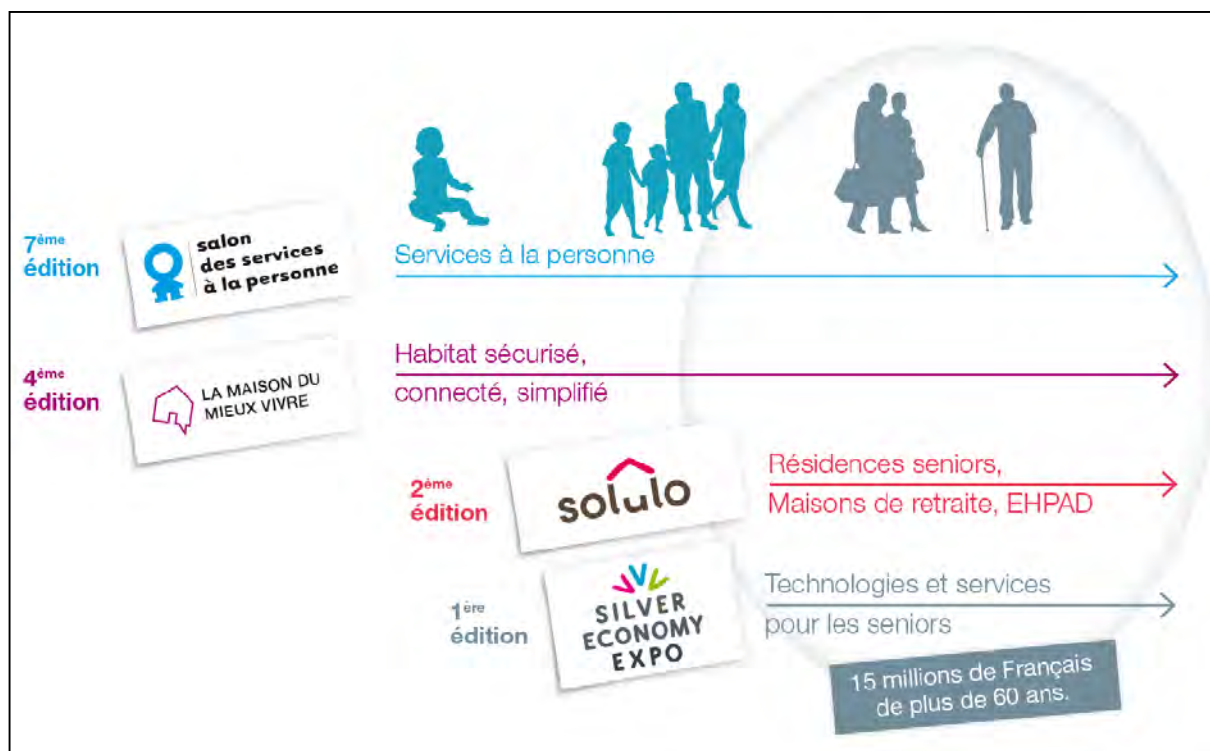 7ème
édition
salon
des services
à la personne
Services à la personne
4ème
édition
LA MAISON DU
MIEUX VIVRE
Habitat sécurisé,
connecté, simplifié
2ème
édition
solulo
Résidences seniors,
Maisons de retraite, EHPAD
1ère
édition
SILVER
ECONOMY
EXPO
Technologies et services
pour les seniors
15 millions de Français
de plus de 60 ans.